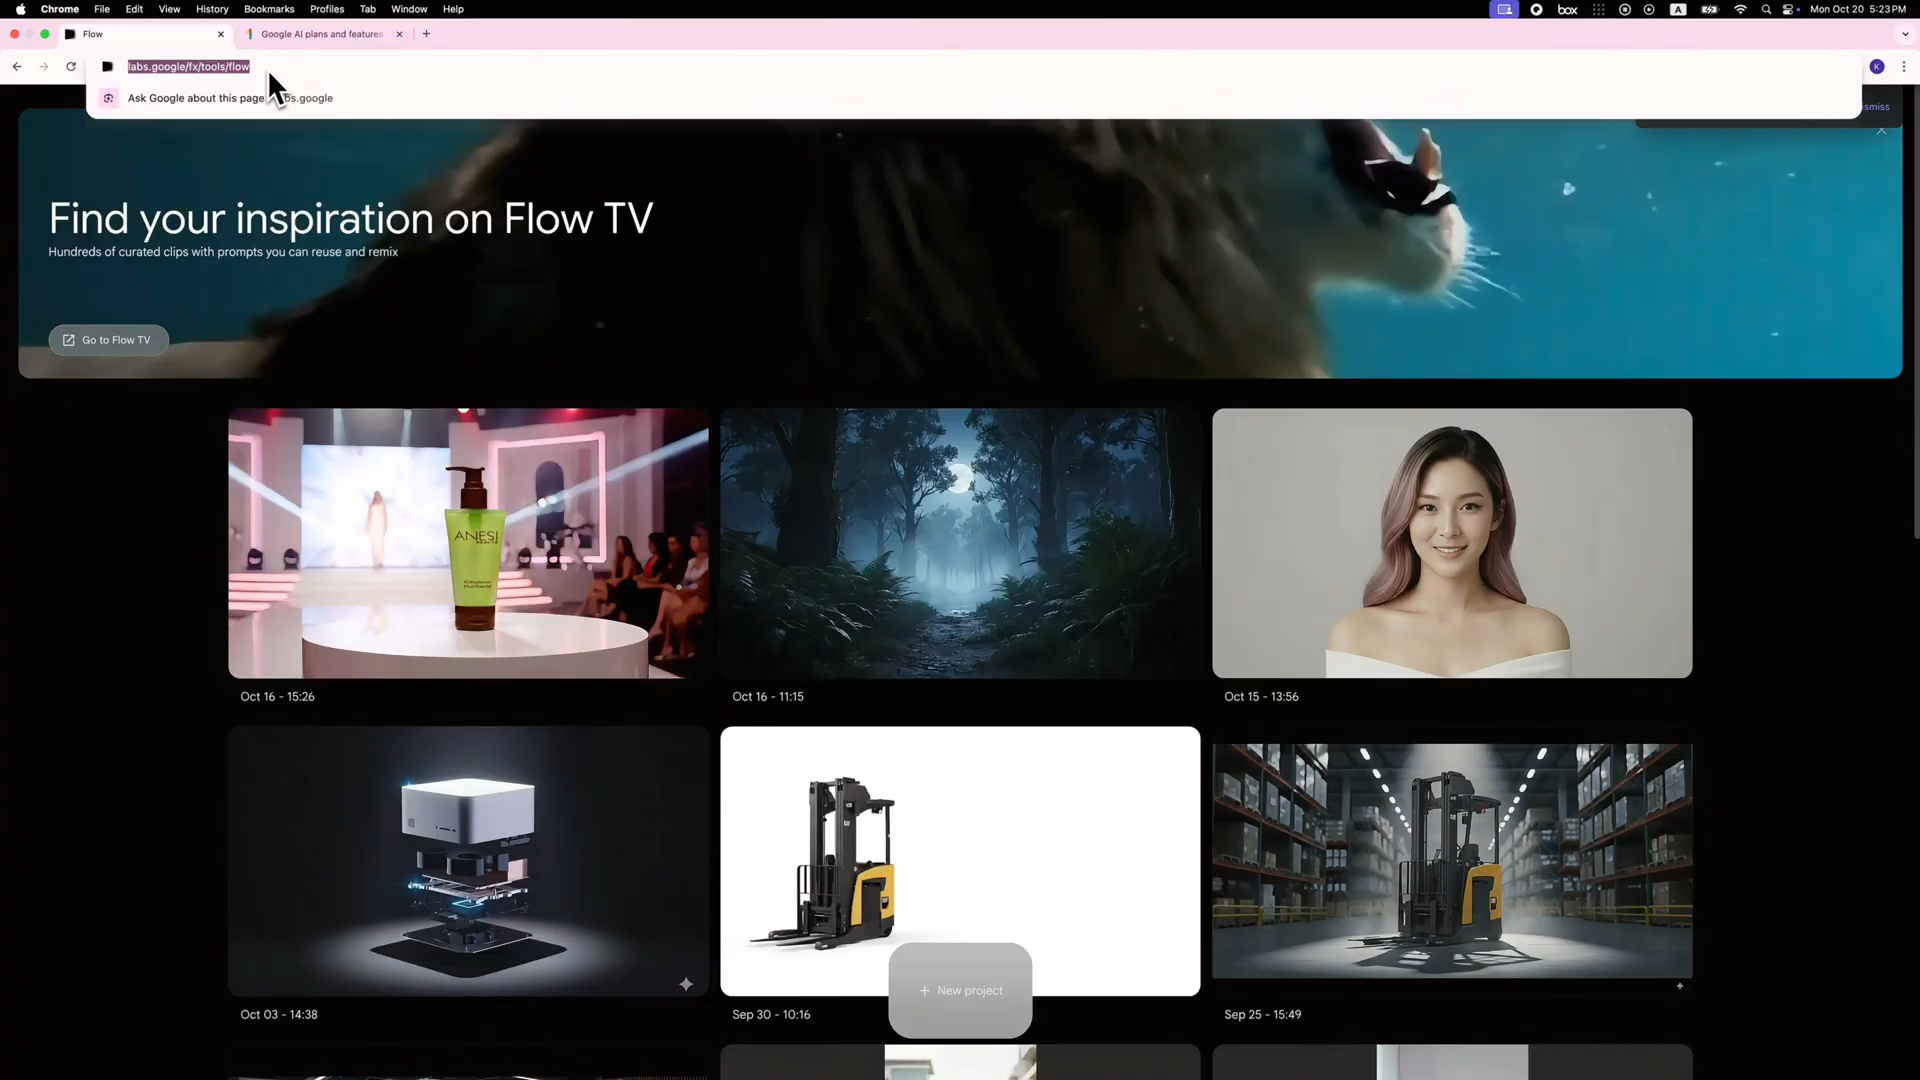 Chrome File Edit View History Bookmarks Profiles Tab Window Help box A Mon Oct 20 5:23 PM
Flow Google AI plans and features
labs.google/fx/tools/flow K
Ask Google about this page
Find your inspiration on Flow TV
Hundreds of curated clips with prompts you can reuse and remix
Go to Flow TV
ANESI
Oct 16 - 15:26 Oct 16 - 11:15 Oct 15 - 13:56
New project
Oct 03 - 14:38 Sep 30 - 10:16 Sep 25 - 15:49